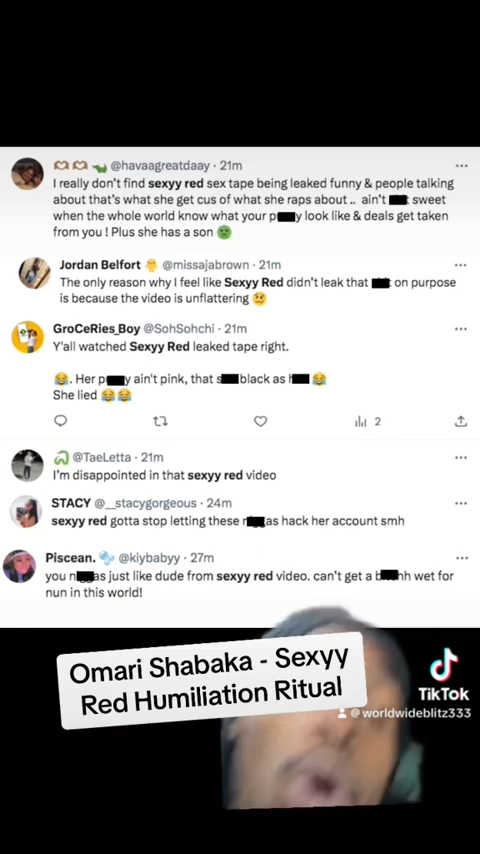 @havaagreatdaay · 21m
I really don't find sexyy red sex tape being leaked funny & people talking
about that's what she get cus of what she raps about .. ain't t sweet
when the whole world know what your p y look like & deals get taken
from you ! Plus she has a son
Jordan Belfort @missajabrown · 21m
The only reason why I feel like Sexyy Red didn't leak that on purpose
is because the video is unflattering
GroCeRies_Boy @SohSohchi · 21m
Y'all watched Sexyy Red leaked tape right.
😂. Her p y ain't pink, that s black as h 😂
She lied 😂😂
2
@TaeLetta · 21m
I'm disappointed in that sexyy red video
STACY @__stacygorgeous · 24m
sexyy red gotta stop letting these n as hack her account smh
Piscean. @kiybabyy · 27m
you n as just like dude from sexyy red video. can't get a b h wet for
nun in this world!
Omari Shabaka - Sexyy
Red Humiliation Ritual
TikTok
@worldwideblitz333